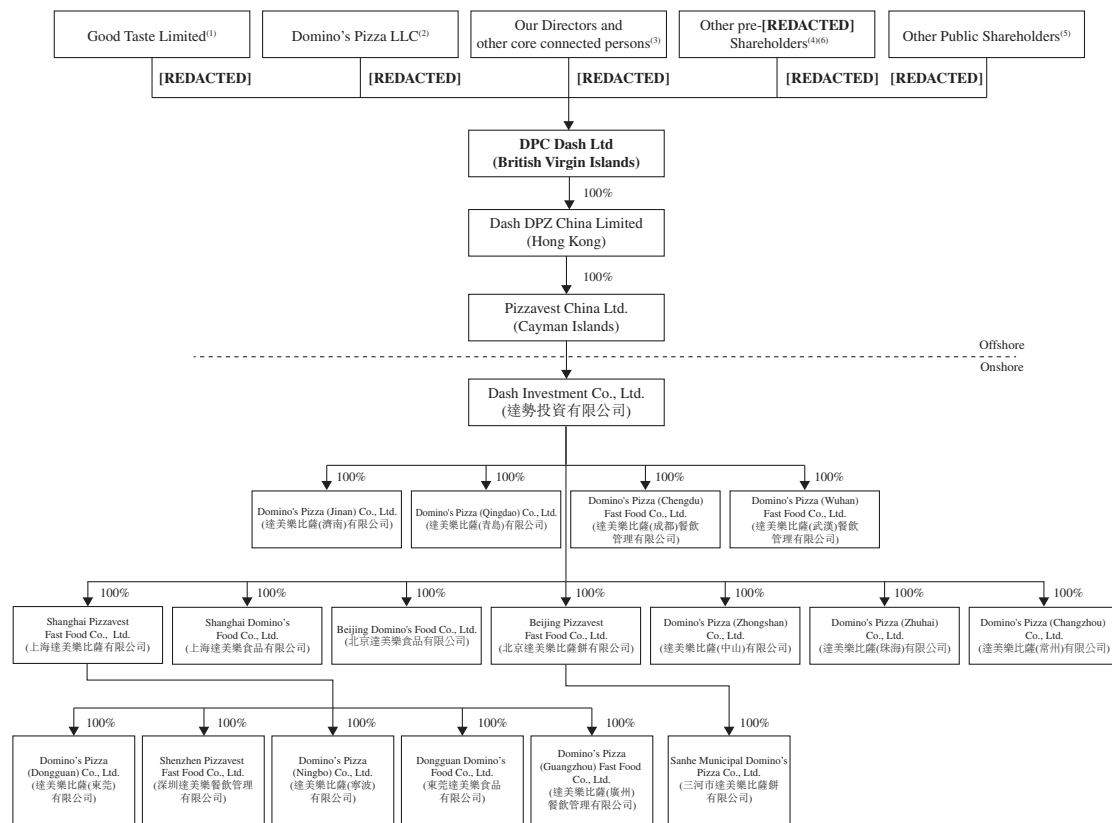 Good Taste Limited(1)
Domino's Pizza LLC(2)
Our Directors and
other core connected persons(3)
Other pre-[REDACTED]
Shareholders(4)(6)
Other Public Shareholders(5)
[REDACTED]
[REDACTED]
[REDACTED]
[REDACTED]
[REDACTED]
DPC Dash Ltd
(British Virgin Islands)
100%
Dash DPZ China Limited
(Hong Kong)
100%
Pizzavest China Ltd.
(Cayman Islands)
Offshore
Onshore
Dash Investment Co., Ltd.
(達勢投資有限公司)
100%
100%
100%
100%
Domino's Pizza (Jinan) Co., Ltd.
(達美樂比薩(濟南)有限公司)
Domino's Pizza (Qingdao) Co., Ltd.
(達美樂比薩(青島)有限公司)
Domino's Pizza (Chengdu)
Fast Food Co., Ltd.
(達美樂比薩(成都)餐飲
管理有限公司)
Domino's Pizza (Wuhan)
Fast Food Co., Ltd.
(達美樂比薩(武漢)餐飲
管理有限公司)
100%
100%
100%
100%
100%
100%
100%
Shanghai Pizzavest
Fast Food Co., Ltd.
(上海達美樂比薩有限公司)
Shanghai Domino's
Food Co., Ltd.
(上海達美樂食品有限公司)
Beijing Domino's Food Co., Ltd.
(北京達美樂食品有限公司)
Beijing Pizzavest
Fast Food Co., Ltd.
(北京達美樂比薩餅有限公司)
Domino's Pizza (Zhongshan)
Co., Ltd.
(達美樂比薩(中山)有限公司)
Domino's Pizza (Zhuhai)
Co., Ltd.
(達美樂比薩(珠海)有限公司)
Domino's Pizza (Changzhou)
Co., Ltd.
(達美樂比薩(常州)有限公司)
100%
100%
100%
100%
100%
100%
Domino's Pizza
(Dongguan) Co., Ltd.
(達美樂比薩(東莞)
有限公司)
Shenzhen Pizzavest
Fast Food Co., Ltd.
(深圳達美樂餐飲管理
有限公司)
Domino's Pizza
(Ningbo) Co., Ltd.
(達美樂比薩(寧波)
有限公司)
Dongguan Domino's
Food Co., Ltd.
(東莞達美樂食品
有限公司)
Domino's Pizza
(Guangzhou) Fast Food
Co., Ltd.
(達美樂比薩(廣州)
餐飲管理有限公司)
Sanhe Municipal Domino's
Pizza Co., Ltd.
(三河市達美樂比薩餅
有限公司)